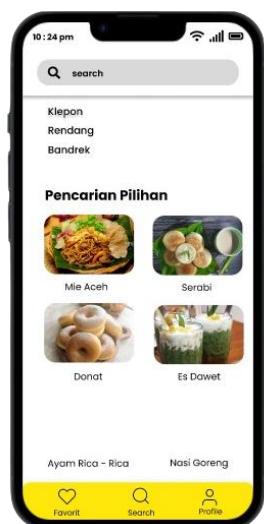 10 : 24 pm
search
Klepon
Rendang
Bandrek
Pencarian Pilihan
Mie Aceh
Serabi
Donat
Es Dawet
Ayam Rica - Rica
Nasi Goreng
Favorit
Search
Profile